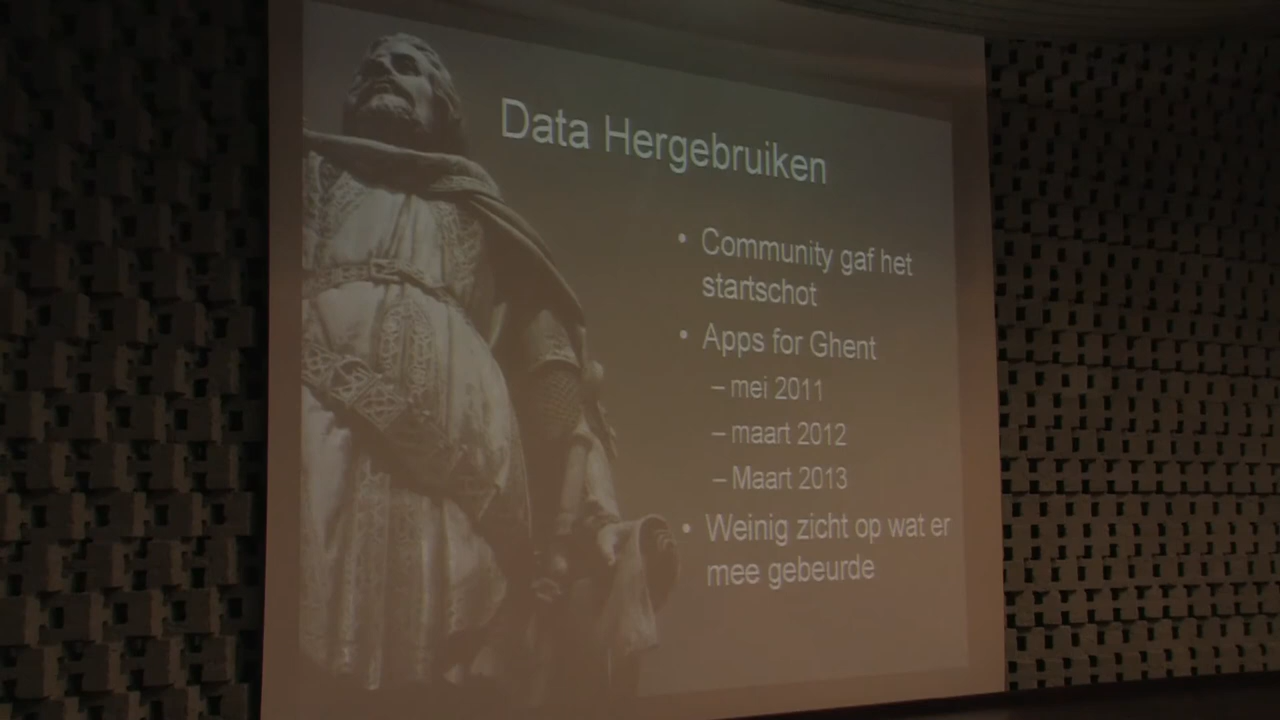 Data Hergebruiken
• Community gaf het
startschot
• Apps for Ghent
– mei 2011
– maart 2012
– Maart 2013
• Weinig zicht op wat er
mee gebeurde